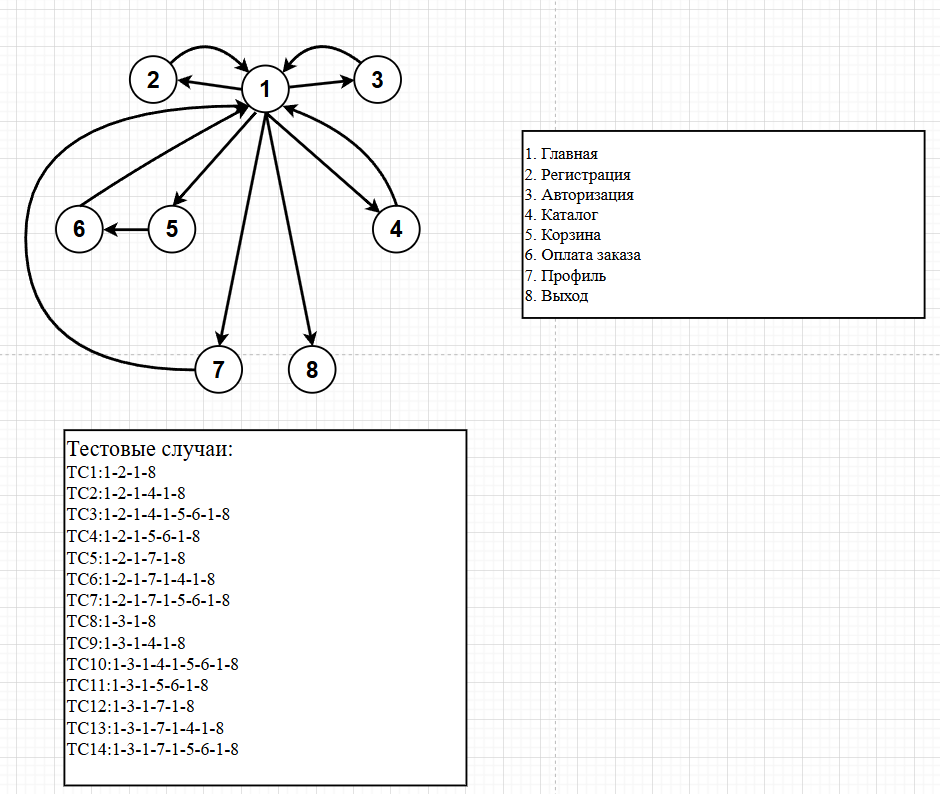 2
1
3
6
5
4
7
8
1. Главная
2. Регистрация
3. Авторизация
4. Каталог
5. Корзина
6. Оплата заказа
7. Профиль
8. Выход
Тестовые случаи:
TC1:1-2-1-8
TC2:1-2-1-4-1-8
TC3:1-2-1-4-1-5-6-1-8
TC4:1-2-1-5-6-1-8
TC5:1-2-1-7-1-8
TC6:1-2-1-7-1-4-1-8
TC7:1-2-1-7-1-5-6-1-8
TC8:1-3-1-8
TC9:1-3-1-4-1-8
TC10:1-3-1-4-1-5-6-1-8
TC11:1-3-1-5-6-1-8
TC12:1-3-1-7-1-8
TC13:1-3-1-7-1-4-1-8
TC14:1-3-1-7-1-5-6-1-8